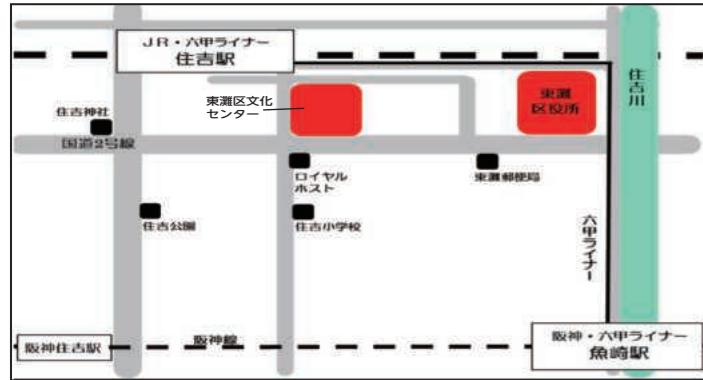 JR・六甲ライナー
住吉駅
東灘区文化
センター
東灘
区役所
住吉川
住吉神社
国道2号線
ロイヤル
ホスト
東灘郵便局
住吉公園
住吉小学校
六甲ライナー
阪神住吉駅
阪神線
阪神・六甲ライナー
魚崎駅